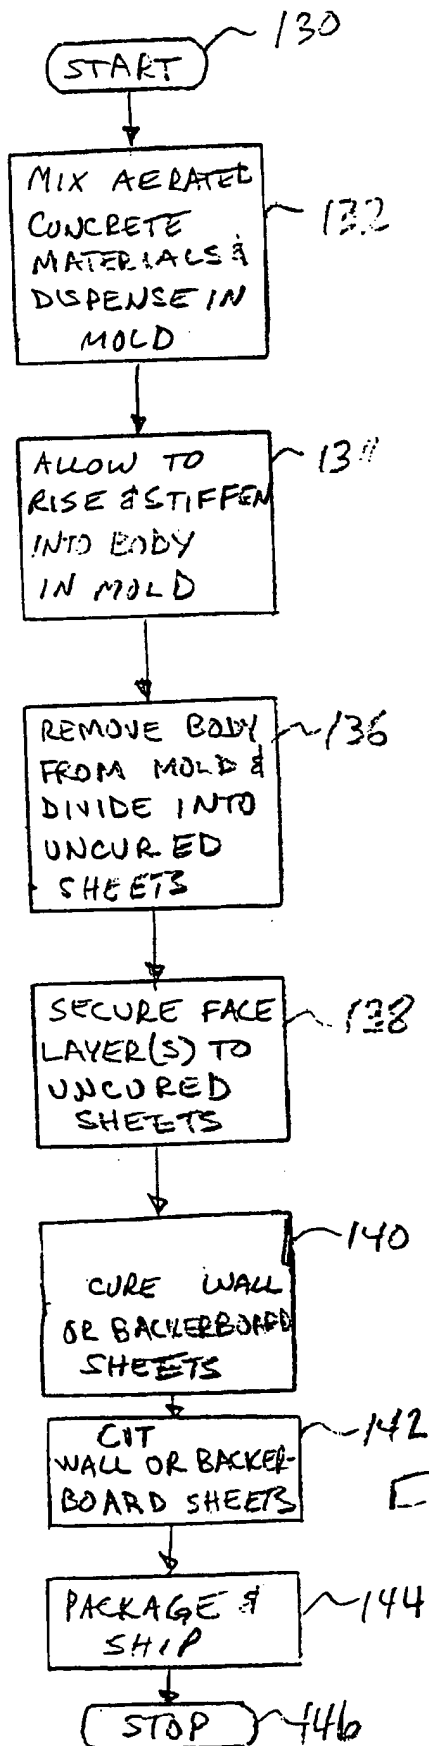 130
START
MIX AERATED
CONCRETE
MATERIALS &
DISPENSE IN
MOLD
132
ALLOW TO
RISE & STIFFEN
INTO BODY
IN MOLD
134
REMOVE BODY
FROM MOLD &
DIVIDE INTO
UNCURED
SHEETS
136
SECURE FACE
LAYER(S) TO
UNCURED
SHEETS
138
140
CURE WALL
OR BACKERBOARD
SHEETS
CUT
WALL OR BACKER-
BOARD SHEETS
142
PACKAGE &
SHIP
144
STOP
146